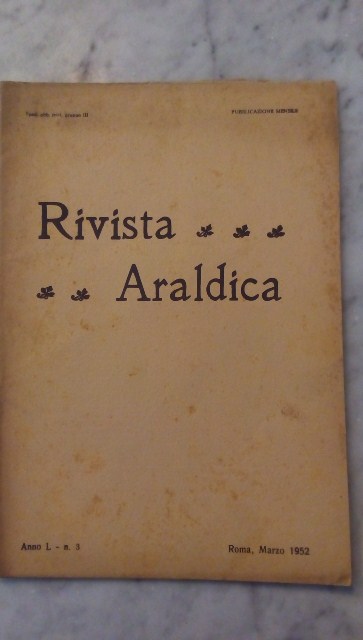 PUBBLICAZIONE MENSILE
Rivista
Araldica
Anno L - n. 3
Roma, Marzo 1952